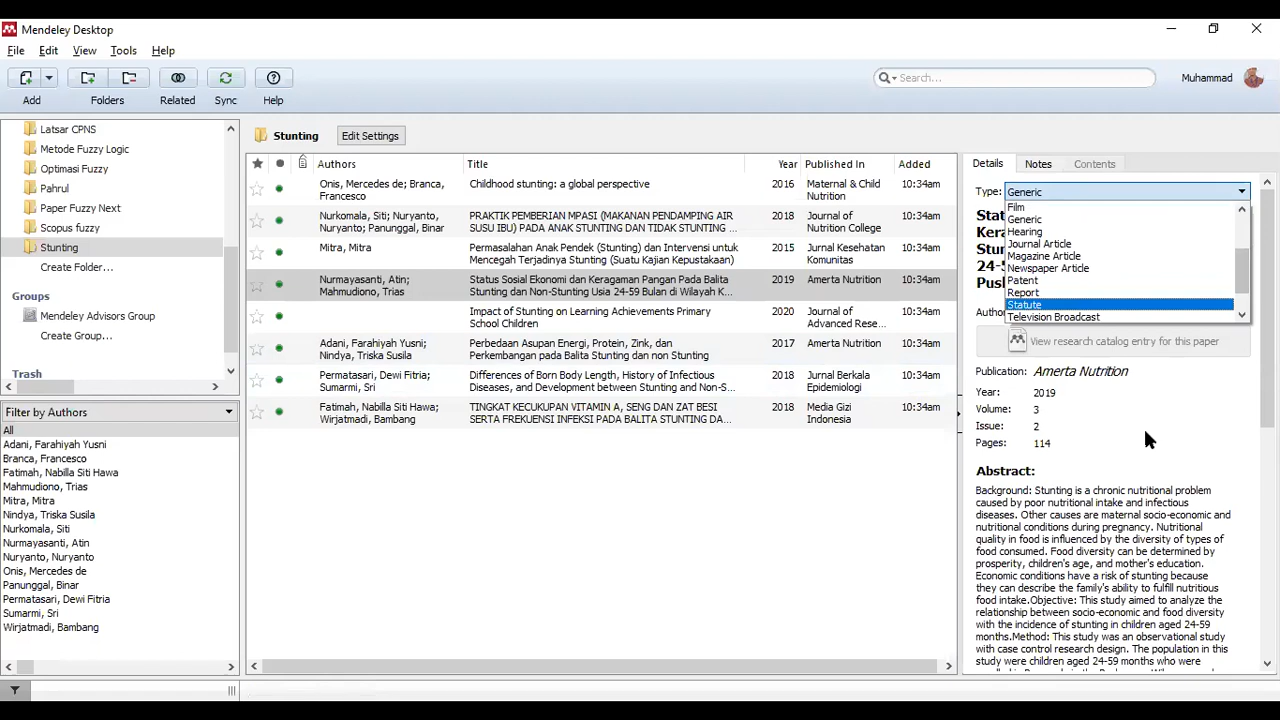 Mendeley Desktop
File Edit View Tools Help
Search...
Muhammad
Add Folders Related Sync Help
Latsar CPNS
Metode Fuzzy Logic
Optimasi Fuzzy
Pahrul
Paper Fuzzy Next
Scopus fuzzy
Stunting
Create Folder...
Groups
Mendeley Advisors Group
Create Group...
Trash
Filter by Authors
All
Adani, Farahiyah Yusni
Branca, Francesco
Fatimah, Nabilla Siti Hawa
Mahmudiono, Trias
Mitra, Mitra
Nindya, Triska Susila
Nurkomala, Siti
Nurmayasanti, Atin
Nuryanto, Nuryanto
Onis, Mercedes de
Panunggal, Binar
Permatasari, Dewi Fitria
Sumarmi, Sri
Wirjatmadi, Bambang
Stunting Edit Settings
Authors Title Year Published In Added
Onis, Mercedes de; Branca, Childhood stunting: a global perspective 2016 Maternal & Child 10:34am
Francesco Nutrition
Nurkomala, Siti; Nuryanto, PRAKTIK PEMBERIAN MPASI (MAKANAN PENDAMPING AIR 2018 Journal of 10:34am
Nuryanto; Panunggal, Binar SUSU IBU) PADA ANAK STUNTING DAN TIDAK STUNTING ... Nutrition College
Mitra, Mitra Permasalahan Anak Pendek (Stunting) dan Intervensi untuk 2015 Jurnal Kesehatan 10:34am
Mencegah Terjadinya Stunting (Suatu Kajian Kepustakaan) Komunitas
Nurmayasanti, Atin; Status Sosial Ekonomi dan Keragaman Pangan Pada Balita 2019 Amerta Nutrition 10:34am
Mahmudiono, Trias Stunting dan Non-Stunting Usia 24-59 Bulan di Wilayah K...
Impact of Stunting on Learning Achievements Primary 2020 Journal of 10:34am
School Children Advanced Rese...
Adani, Farahiyah Yusni; Perbedaan Asupan Energi, Protein, Zink, dan 2017 Amerta Nutrition 10:34am
Nindya, Triska Susila Perkembangan pada Balita Stunting dan non Stunting
Permatasari, Dewi Fitria; Differences of Born Body Length, History of Infectious 2018 Jurnal Berkala 10:34am
Sumarmi, Sri Diseases, and Development between Stunting and Non-S... Epidemiologi
Fatimah, Nabilla Siti Hawa; TINGKAT KECUKUPAN VITAMIN A, SENG DAN ZAT BESI 2018 Media Gizi 10:34am
Wirjatmadi, Bambang SERTA FREKUENSI INFEKSI PADA BALITA STUNTING DA... Indonesia
Details Notes Contents
Type: Generic
Film
Generic
Hearing
Journal Article
Magazine Article
Newspaper Article
Patent
Report
Statute
Television Broadcast
View research catalog entry for this paper
Publication: Amerta Nutrition
Year: 2019
Volume: 3
Issue: 2
Pages: 114
Abstract:
Background: Stunting is a chronic nutritional problem
caused by poor nutritional intake and infectious
diseases. Other causes are maternal socio-economic and
nutritional conditions during pregnancy. Nutritional
quality in food is influenced by the diversity of types of
food consumed. Food diversity can be determined by
prosperity, children's age, and mother's education.
Economic conditions have a risk of stunting because
they can describe the family's ability to fulfill nutritious
food intake.Objective: This study aimed to analyze the
relationship between socio-economic and food diversity
with the incidence of stunting in children aged 24-59
months.Method: This study was an observational study
with case control research design. The population in this
study were children aged 24-59 months who were